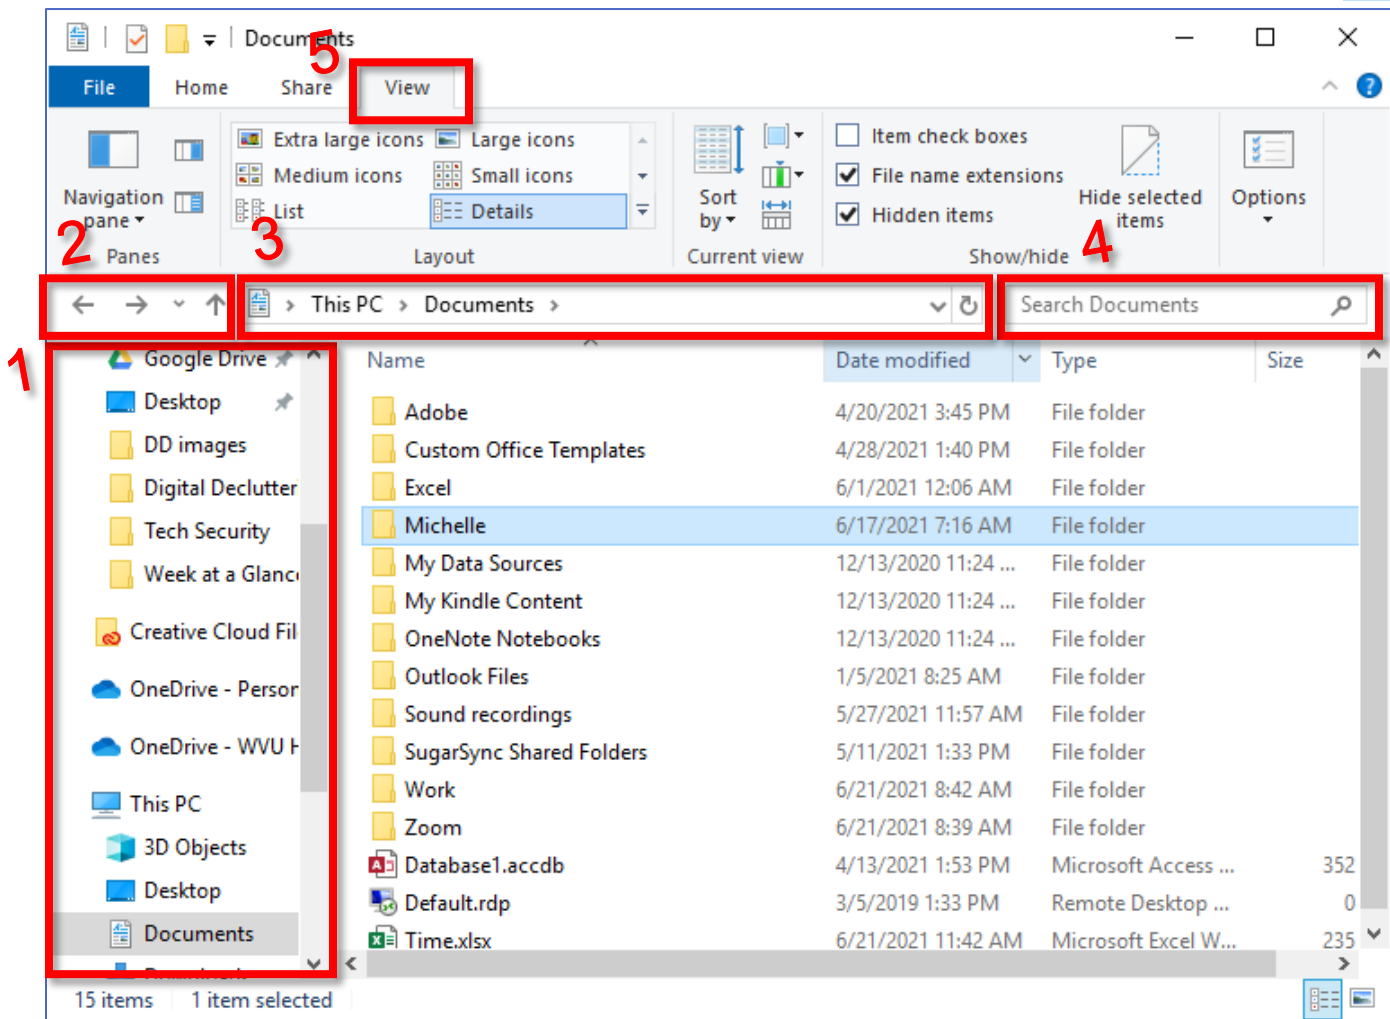 Documents
5
File Home Share View
Extra large icons Large icons
Medium icons Small icons
List Details
Navigation pane
Sort by
Item check boxes
File name extensions
Hidden items
Hide selected items
Options
2 3 4
Panes Layout Current view Show/hide
This PC Documents
Search Documents
1
Google Drive
Desktop
DD images
Digital Declutter
Tech Security
Week at a Glanc
Creative Cloud Fil
OneDrive - Person
OneDrive - WVU H
This PC
3D Objects
Desktop
Documents
Name Date modified Type Size
Adobe 4/20/2021 3:45 PM File folder
Custom Office Templates 4/28/2021 1:40 PM File folder
Excel 6/1/2021 12:06 AM File folder
Michelle 6/17/2021 7:16 AM File folder
My Data Sources 12/13/2020 11:24 ... File folder
My Kindle Content 12/13/2020 11:24 ... File folder
OneNote Notebooks 12/13/2020 11:24 ... File folder
Outlook Files 1/5/2021 8:25 AM File folder
Sound recordings 5/27/2021 11:57 AM File folder
SugarSync Shared Folders 5/11/2021 1:33 PM File folder
Work 6/21/2021 8:42 AM File folder
Zoom 6/21/2021 8:39 AM File folder
Database1.accdb 4/13/2021 1:53 PM Microsoft Access ... 352
Default.rdp 3/5/2019 1:33 PM Remote Desktop ... 0
Time.xlsx 6/21/2021 11:42 AM Microsoft Excel W... 235
15 items 1 item selected